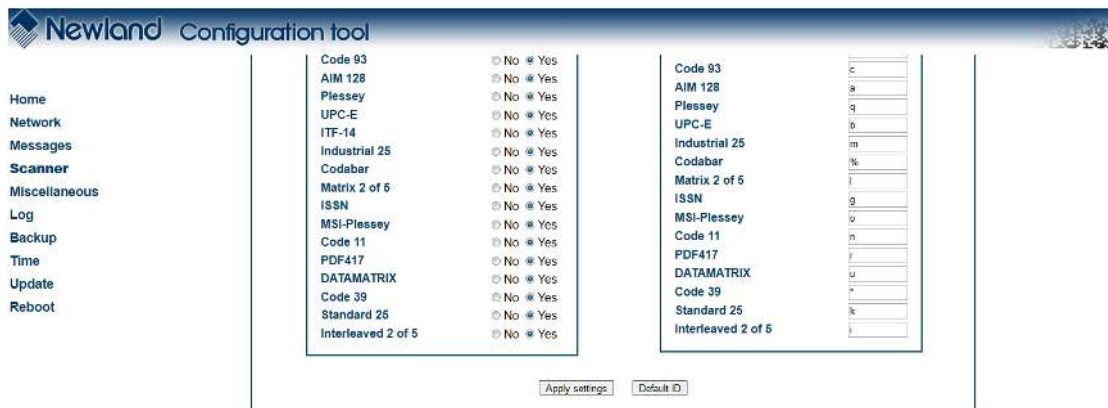 Newland Configuration tool
Home
Network
Messages
Scanner
Miscellaneous
Log
Backup
Time
Update
Reboot
Code 93 No Yes
AIM 128 No Yes
Plessey No Yes
UPC-E No Yes
ITF-14 No Yes
Industrial 25 No Yes
Codabar No Yes
Matrix 2 of 5 No Yes
ISSN No Yes
MSI-Plessey No Yes
Code 11 No Yes
PDF417 No Yes
DATAMATRIX No Yes
Code 39 No Yes
Standard 25 No Yes
Interleaved 2 of 5 No Yes
Code 93 c
AIM 128 a
Plessey q
UPC-E b
Industrial 25 m
Codabar %
Matrix 2 of 5 l
ISSN g
MSI-Plessey o
Code 11 n
PDF417 r
DATAMATRIX u
Code 39 *
Standard 25 k
Interleaved 2 of 5 i
Apply settings Default ID